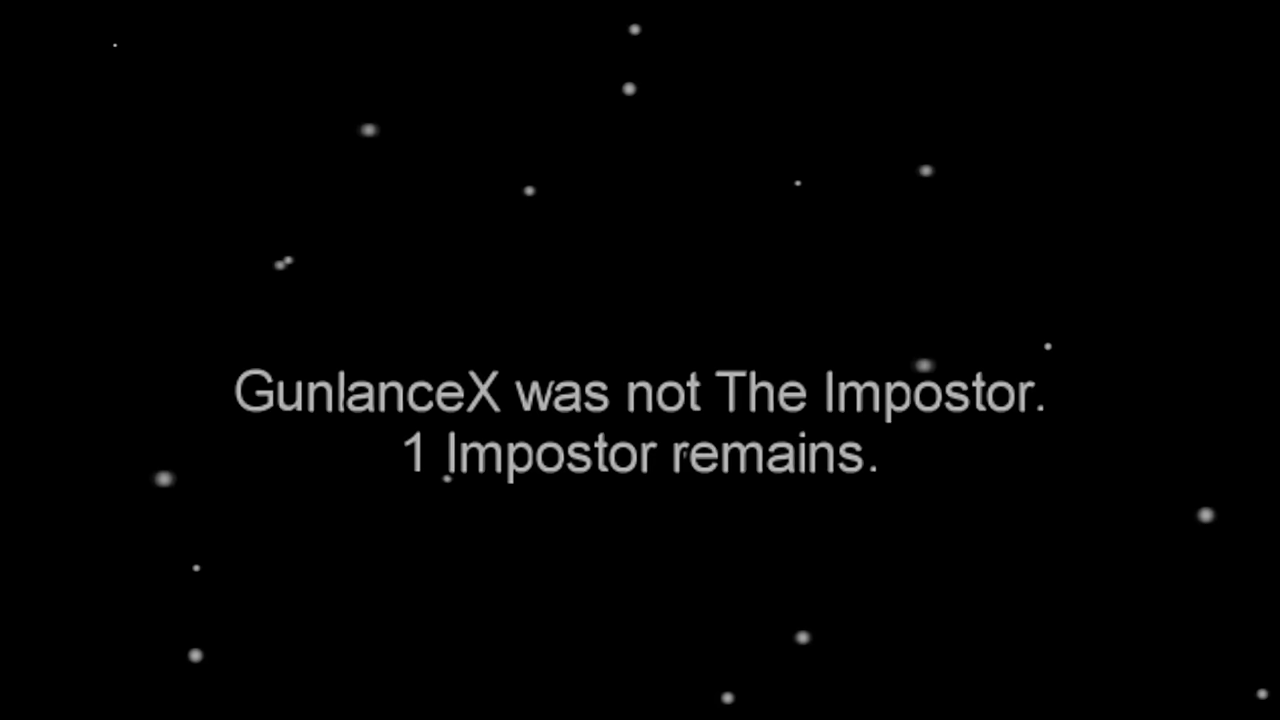 GunlanceX was not The Impostor.
1 Impostor remains.